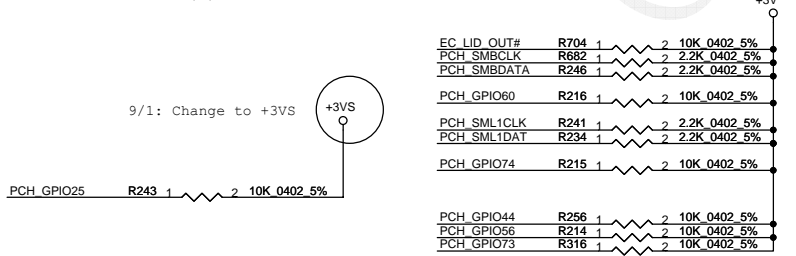 +3V
EC_LID_OUT# R704 1 2 10K_0402_5%
PCH_SMBCLK R682 1 2 2.2K_0402_5%
PCH_SMBDATA R246 1 2 2.2K_0402_5%
9/1: Change to +3VS
+3VS
PCH_GPIO60 R216 1 2 10K_0402_5%
PCH_SML1CLK R241 1 2 2.2K_0402_5%
PCH_SML1DAT R234 1 2 2.2K_0402_5%
PCH_GPIO74 R215 1 2 10K_0402_5%
PCH_GPIO25 R243 1 2 10K_0402_5%
PCH_GPIO44 R256 1 2 10K_0402_5%
PCH_GPIO56 R214 1 2 10K_0402_5%
PCH_GPIO73 R316 1 2 10K_0402_5%